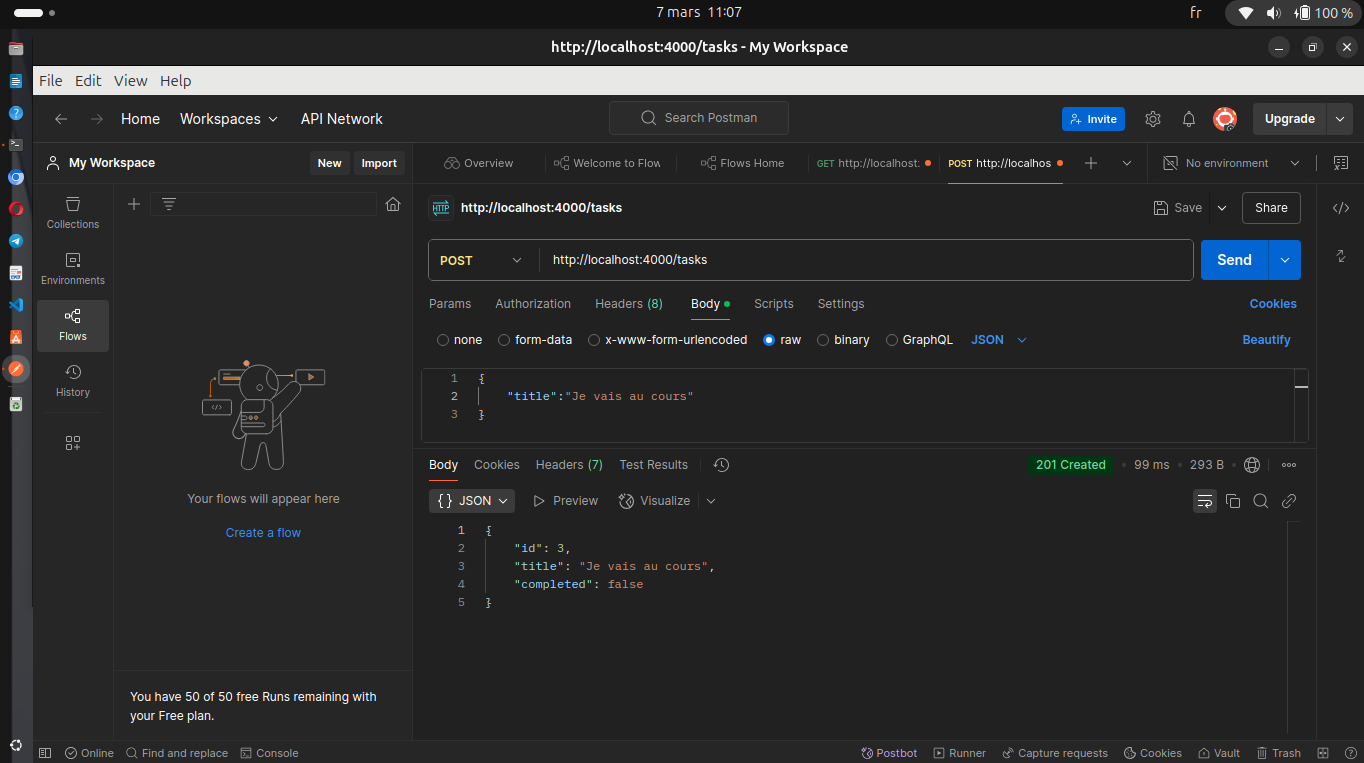 7 mars 11:07
fr
100 %
http://localhost:4000/tasks - My Workspace
File Edit View Help
Home Workspaces API Network
Search Postman
Invite
Upgrade
My Workspace
New Import
Overview
Welcome to Flow
Flows Home
GET http://localhost:
POST http://localhos
No environment
Collections
Environments
Flows
History
Your flows will appear here
Create a flow
You have 50 of 50 free Runs remaining with
your Free plan.
HTTP http://localhost:4000/tasks
Save Share
POST http://localhost:4000/tasks
Send
Params Authorization Headers (8) Body Scripts Settings
Cookies
none form-data x-www-form-urlencoded raw binary GraphQL JSON
Beautify
1 {
2 "title":"Je vais au cours"
3 }
Body Cookies Headers (7) Test Results
201 Created 99 ms 293 B
{} JSON Preview Visualize
1 {
2 "id": 3,
3 "title": "Je vais au cours",
4 "completed": false
5 }
Online Find and replace Console
Postbot Runner Capture requests Cookies Vault Trash